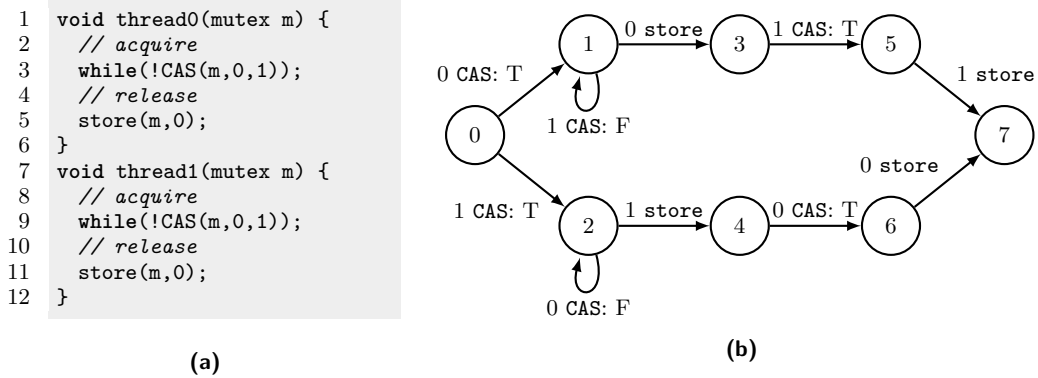 1 void thread0(mutex m) {
2 // acquire
3 while(!CAS(m,0,1));
4 // release
5 store(m,0);
6 }
7 void thread1(mutex m) {
8 // acquire
9 while(!CAS(m,0,1));
10 // release
11 store(m,0);
12 }
(a)
0 store
1 CAS: T
1
3
5
0 CAS: T
1 store
1 CAS: F
0
7
0 store
1 CAS: T
1 store
0 CAS: T
2
4
6
0 CAS: F
(b)